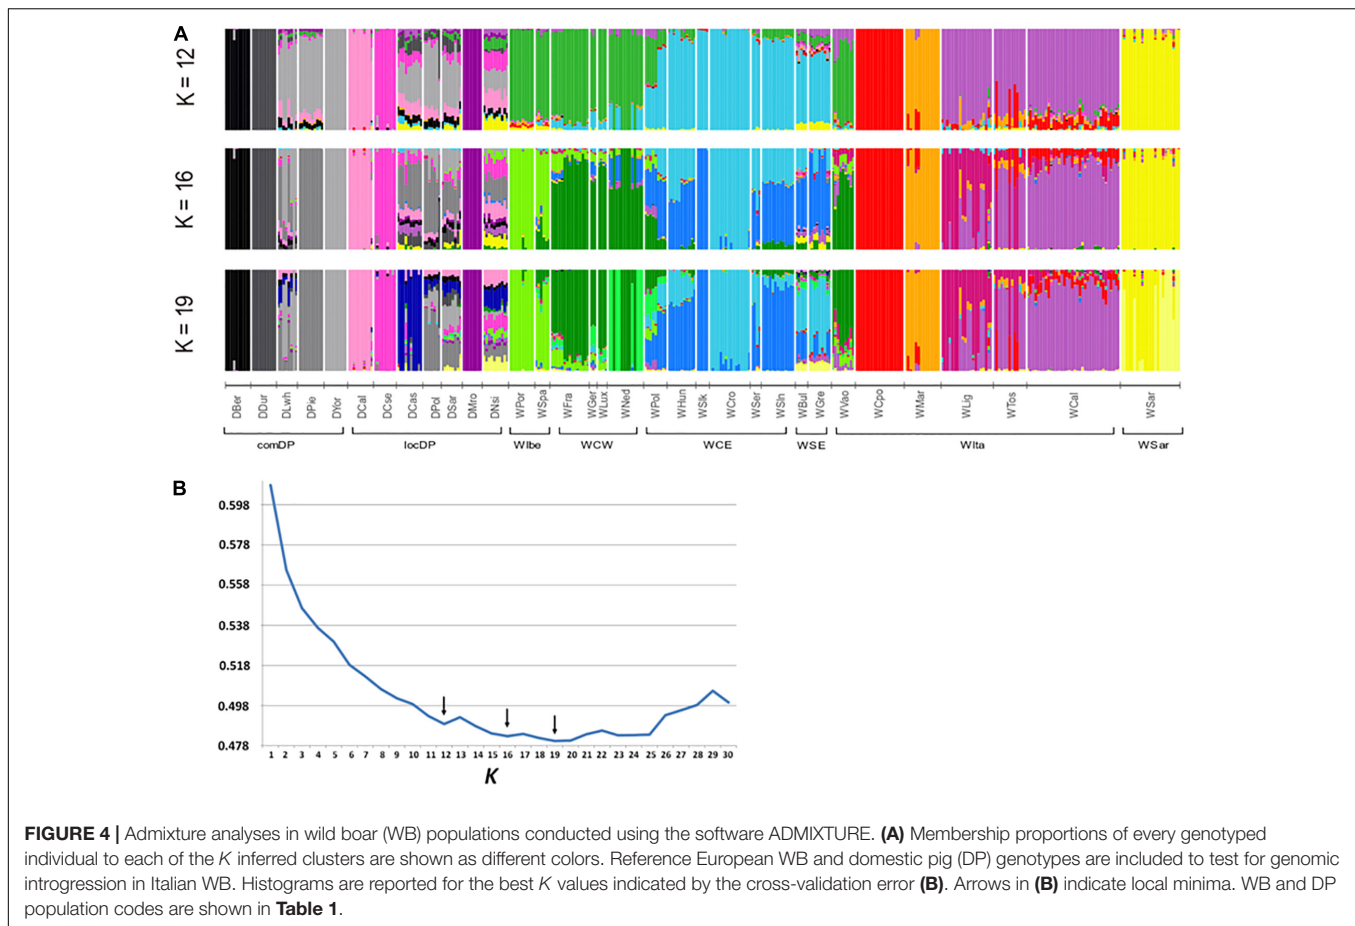 A
K = 12
K = 16
K = 19
DBer DDur DLwh DPie DYor DCal DCse DCas DPol DSar DMro DNsi WPor WSpa WFra WGer WLux WNed WPol WHun WSlk WCro WSer WSln WBul WGre WVao WCpo WMar WLig WTos WCal WSar
comDP locDP WIbe WCW WCE WSE WIta WSar
B
0.598
0.578
0.558
0.538
0.518
0.498
0.478
1 2 3 4 5 6 7 8 9 10 11 12 13 14 15 16 17 18 19 20 21 22 23 24 25 26 27 28 29 30
K
FIGURE 4 | Admixture analyses in wild boar (WB) populations conducted using the software ADMIXTURE. (A) Membership proportions of every genotyped
individual to each of the K inferred clusters are shown as different colors. Reference European WB and domestic pig (DP) genotypes are included to test for genomic
introgression in Italian WB. Histograms are reported for the best K values indicated by the cross-validation error (B). Arrows in (B) indicate local minima. WB and DP
population codes are shown in Table 1.